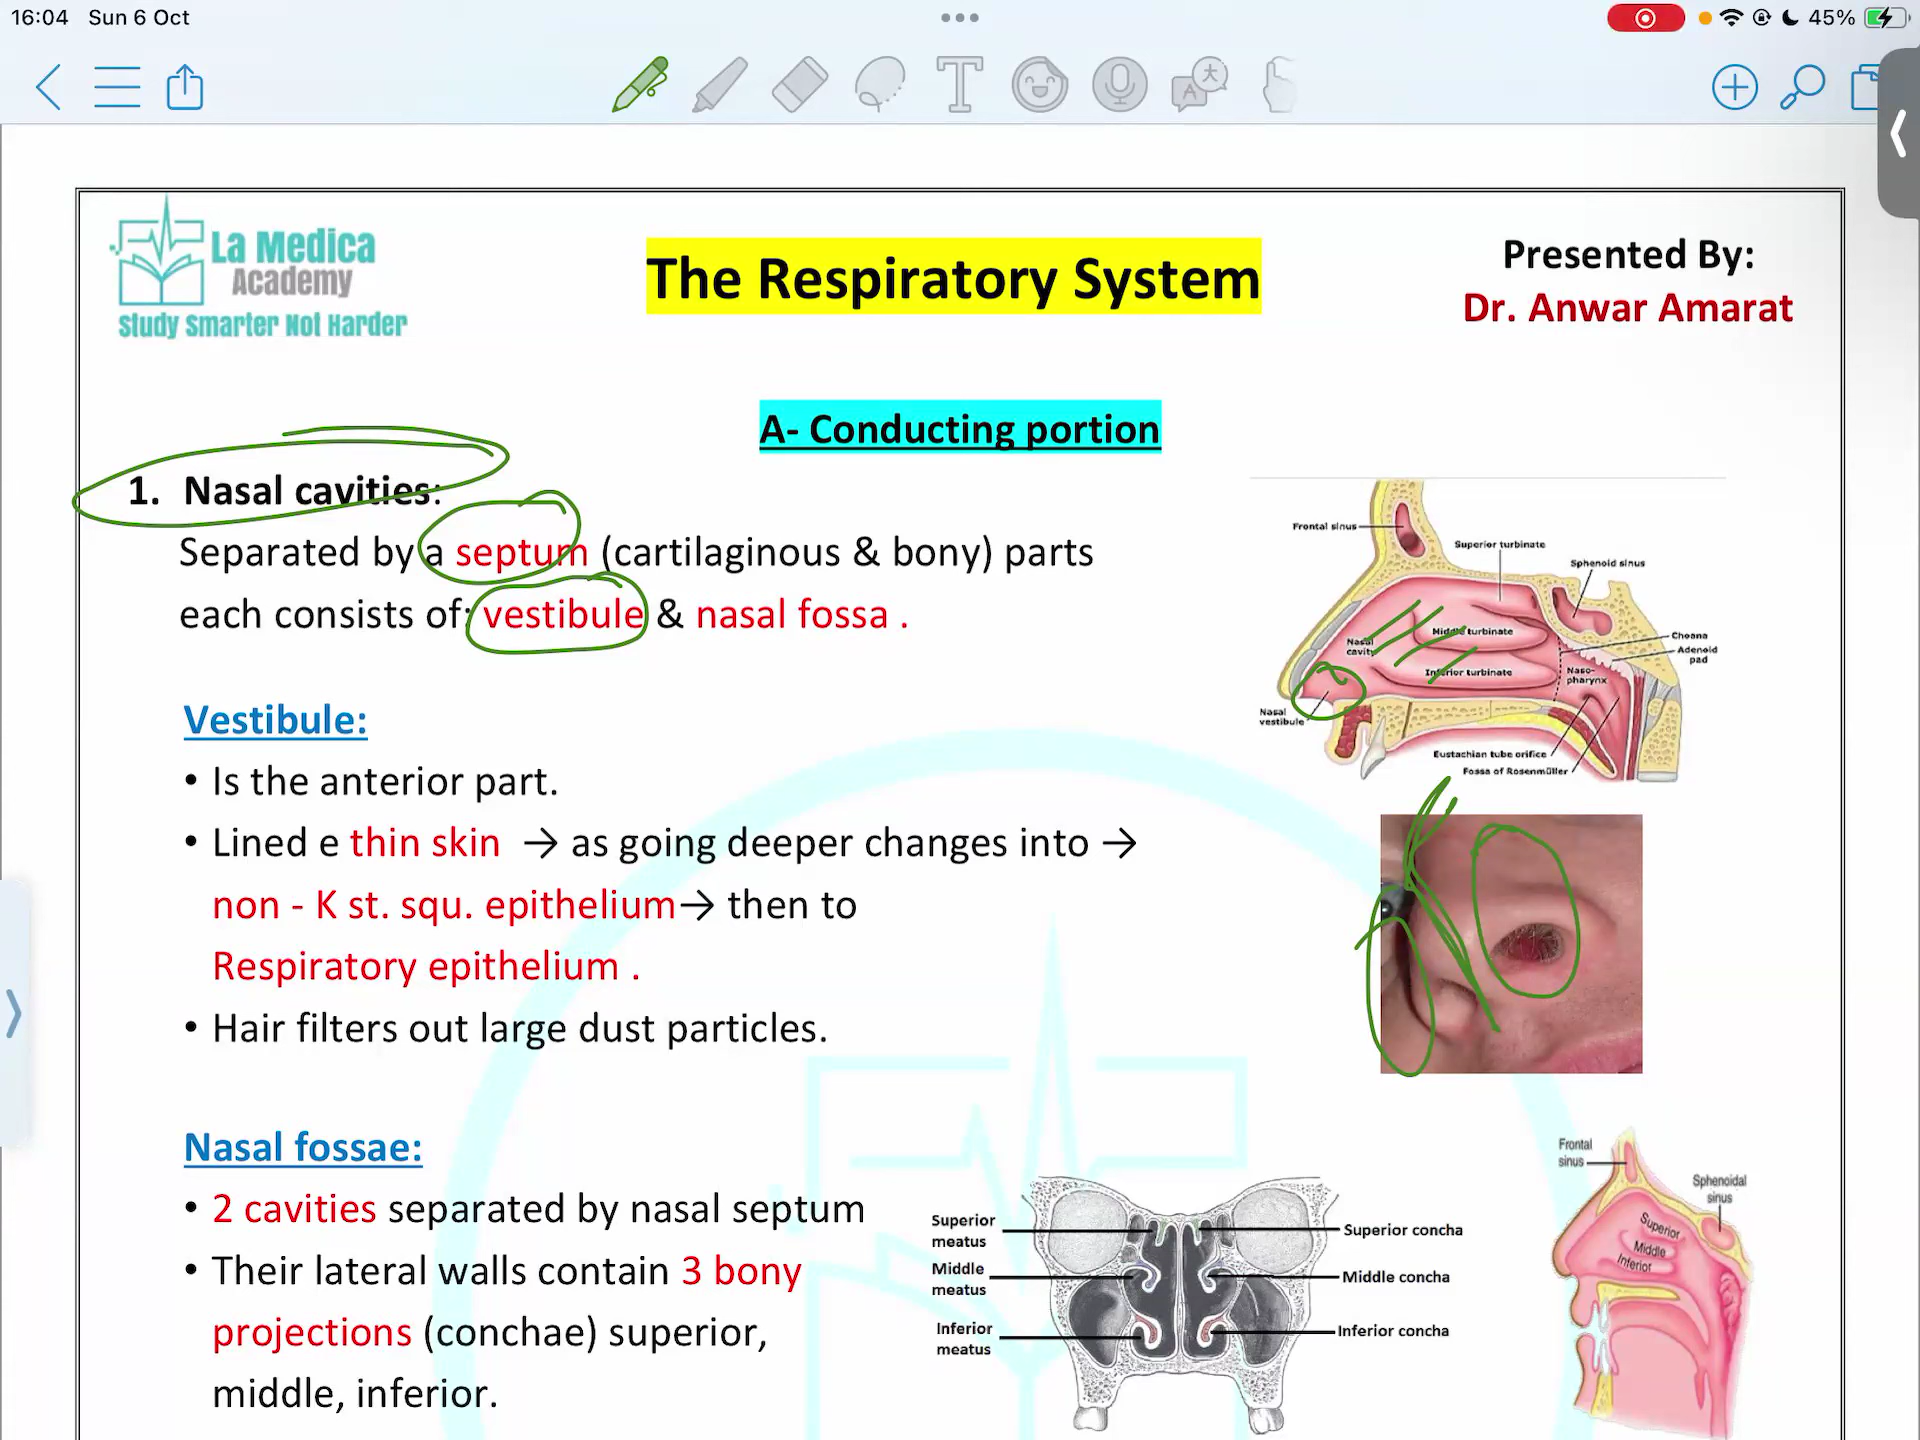 16:04 Sun 6 Oct
45%
La Medica
Academy
Study Smarter Not Harder
The Respiratory System
Presented By:
Dr. Anwar Amarat
A- Conducting portion
1. Nasal cavities:
Separated by a septum (cartilaginous & bony) parts
each consists of: vestibule & nasal fossa .
Frontal sinus
Superior turbinate
Sphenoid sinus
Middle turbinate
Choana
Nasal
cavity
Adenoid
pad
Inferior turbinate
Naso-
pharynx
Nasal
vestibule
Eustachian tube orifice
Fossa of Rosenmüller
Vestibule:
• Is the anterior part.
• Lined e thin skin → as going deeper changes into →
non - K st. squ. epithelium→ then to
Respiratory epithelium .
• Hair filters out large dust particles.
Nasal fossae:
• 2 cavities separated by nasal septum
• Their lateral walls contain 3 bony
projections (conchae) superior,
middle, inferior.
Superior
meatus
Middle
meatus
Inferior
meatus
Superior concha
Middle concha
Inferior concha
Frontal
sinus
Sphenoidal
sinus
Superior
Middle
Inferior